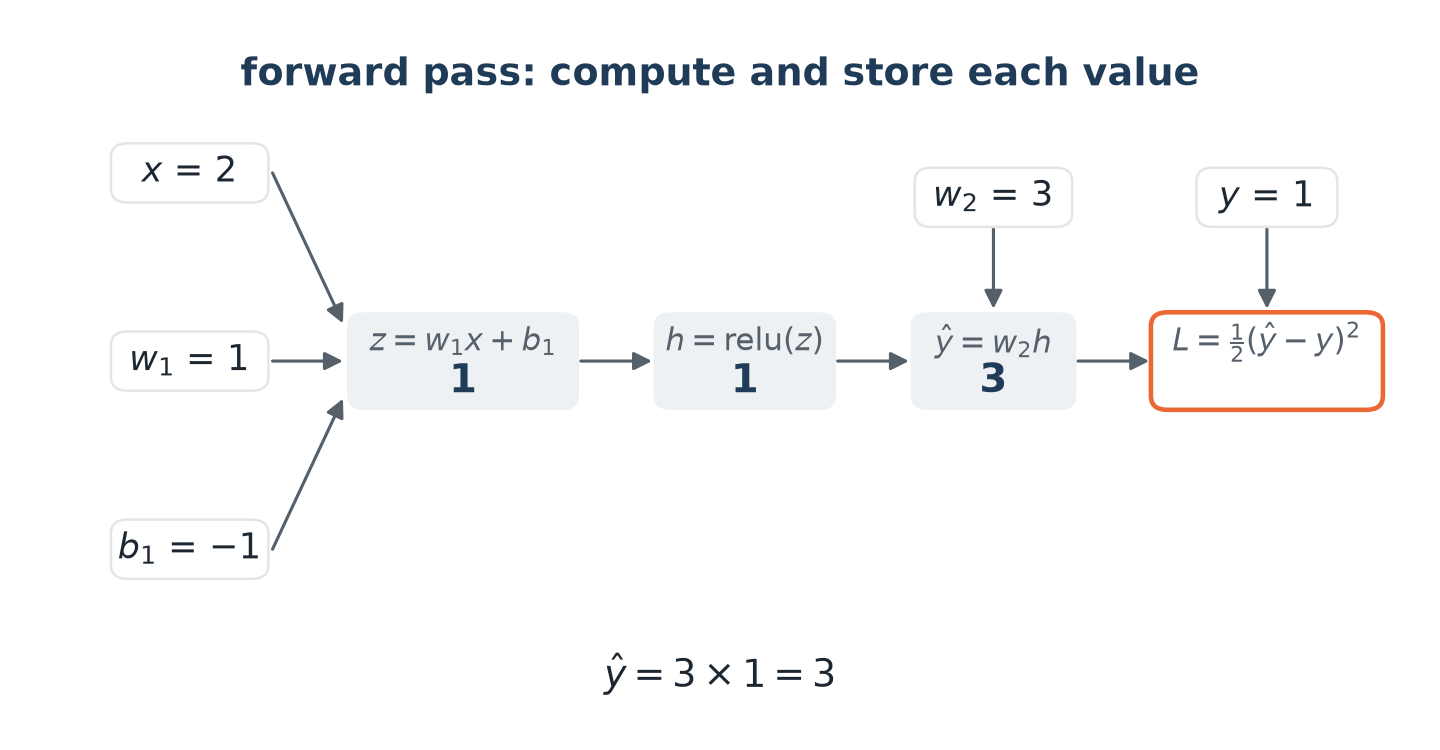 forward pass: compute and store each value
x = 2
w₂ = 3
y = 1
z = w₁x + b₁
1
h = relu(z)
1
ŷ = w₂h
3
L = ½(ŷ − y)²
w₁ = 1
b₁ = −1
ŷ = 3 × 1 = 3